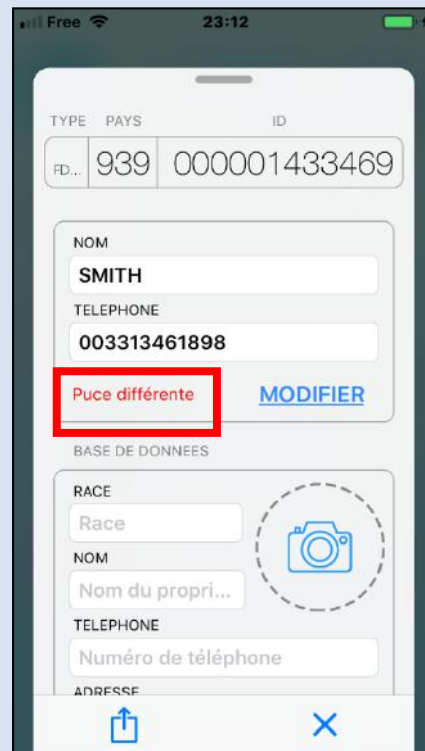 Free 23:12
TYPE PAYS ID
FD... 939 000001433469
NOM
SMITH
TELEPHONE
003313461898
Puce différente MODIFIER
BASE DE DONNEES
RACE
Race
NOM
Nom du propri...
TELEPHONE
Numéro de téléphone
ADRESSE